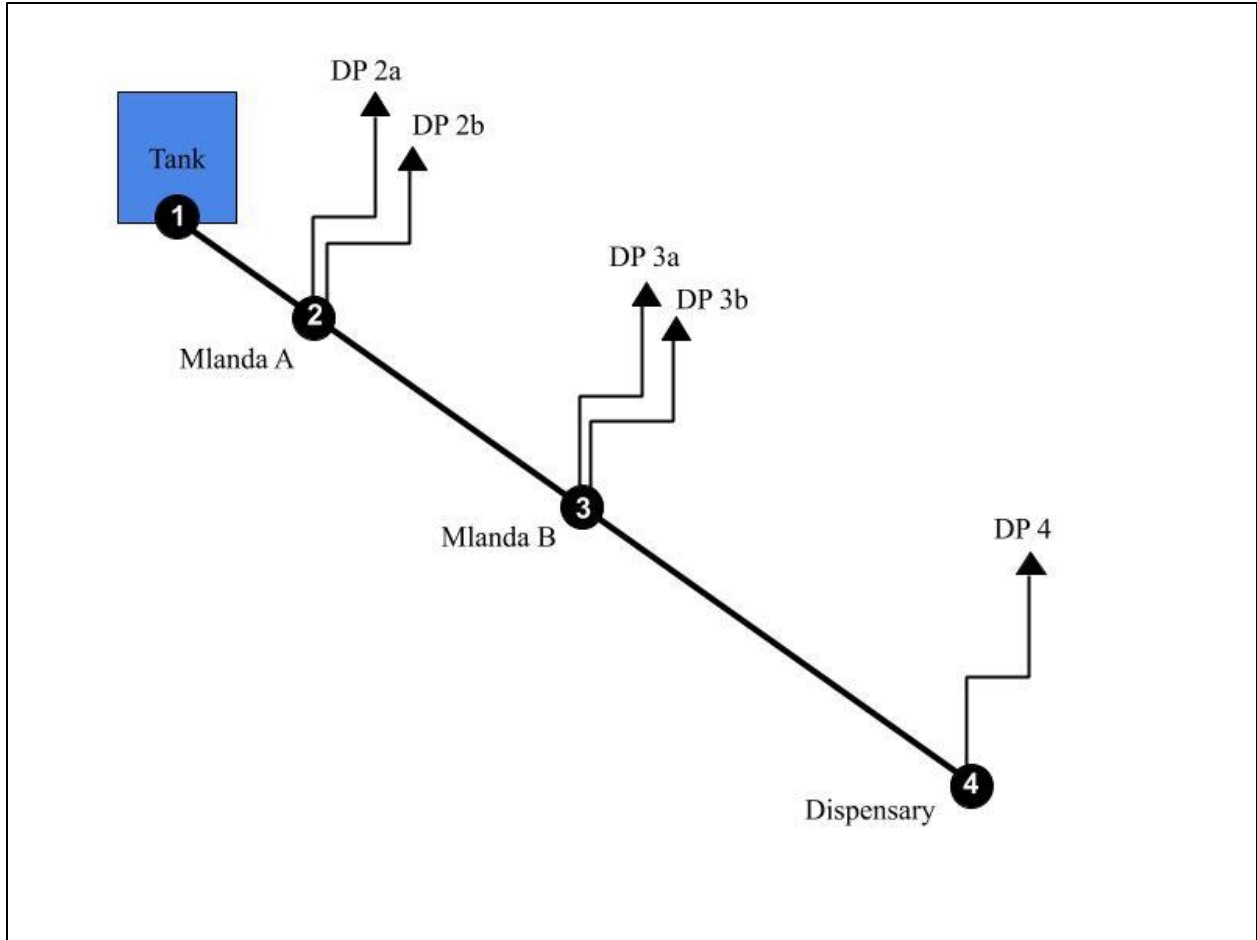 DP 2a
DP 2b
Tank
1
2
Mlanda A
DP 3a
DP 3b
3
Mlanda B
DP 4
4
Dispensary